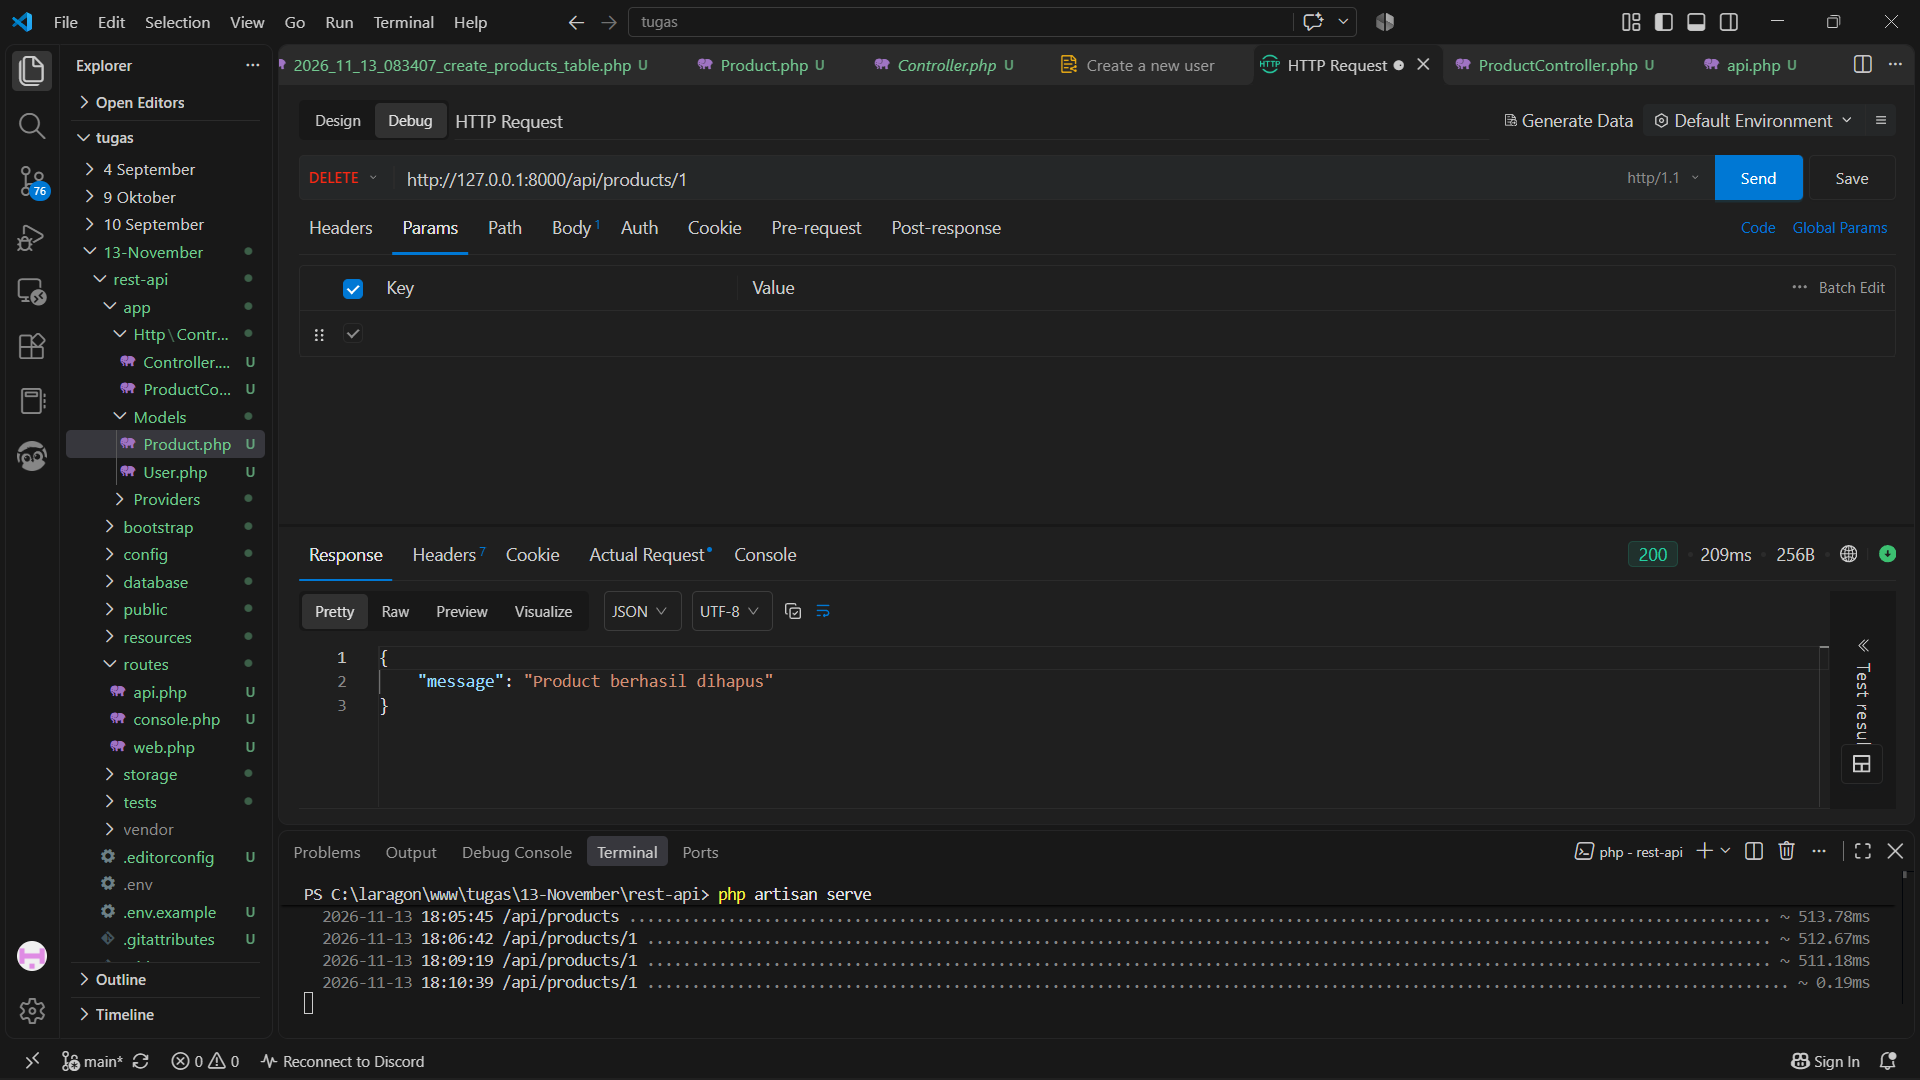 File Edit Selection View Go Run Terminal Help
tugas
Explorer
Open Editors
tugas
4 September
9 Oktober
10 September
13-November
rest-api
app
Http\Contr...
Controller.... U
ProductCo... U
Models
Product.php U
User.php U
Providers
bootstrap
config
database
public
resources
routes
api.php U
console.php U
web.php U
storage
tests
vendor
.editorconfig U
.env
.env.example U
.gitattributes U
Outline
Timeline
76
2026_11_13_083407_create_products_table.php U
Product.php U
Controller.php U
Create a new user
HTTP HTTP Request
ProductController.php U
api.php U
Design Debug HTTP Request
Generate Data Default Environment
DELETE http://127.0.0.1:8000/api/products/1 http/1.1 Send Save
Headers Params Path Body 1 Auth Cookie Pre-request Post-response Code Global Params
Key Value Batch Edit
Response Headers 7 Cookie Actual Request Console 200 209ms 256B
Pretty Raw Preview Visualize JSON UTF-8
1 {
2 "message": "Product berhasil dihapus"
3 }
Test resul
Problems Output Debug Console Terminal Ports php - rest-api
PS C:\laragon\www\tugas\13-November\rest-api> php artisan serve
2026-11-13 18:05:45 /api/products ........ ~ 513.78ms
2026-11-13 18:06:42 /api/products/1 ........ ~ 512.67ms
2026-11-13 18:09:19 /api/products/1 ........ ~ 511.18ms
2026-11-13 18:10:39 /api/products/1 ........ ~ 0.19ms
main* 0 0 Reconnect to Discord Sign In